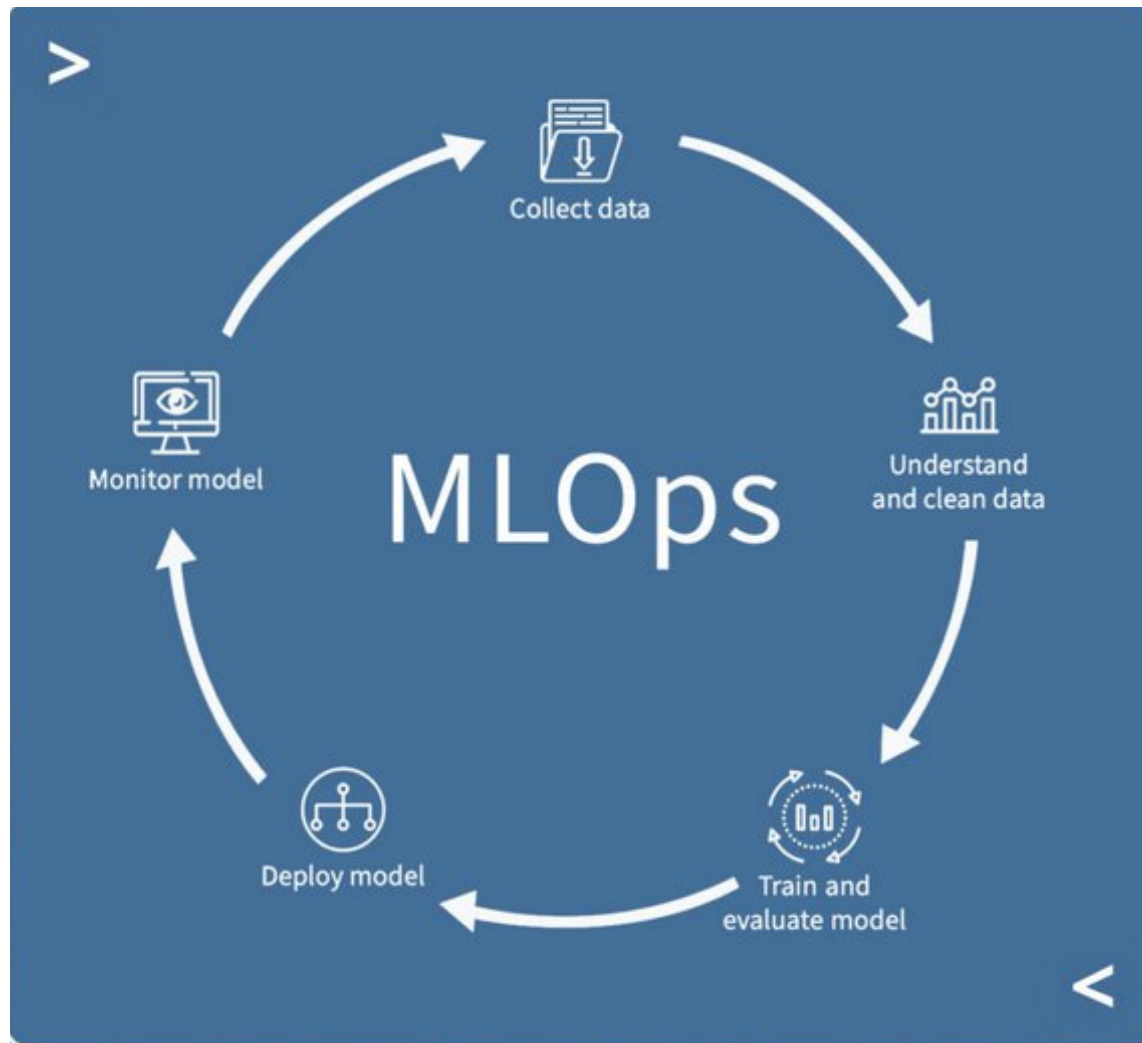 >
Collect data
Understand
and clean data
Monitor model
MLOps
Train and
evaluate model
Deploy model
<